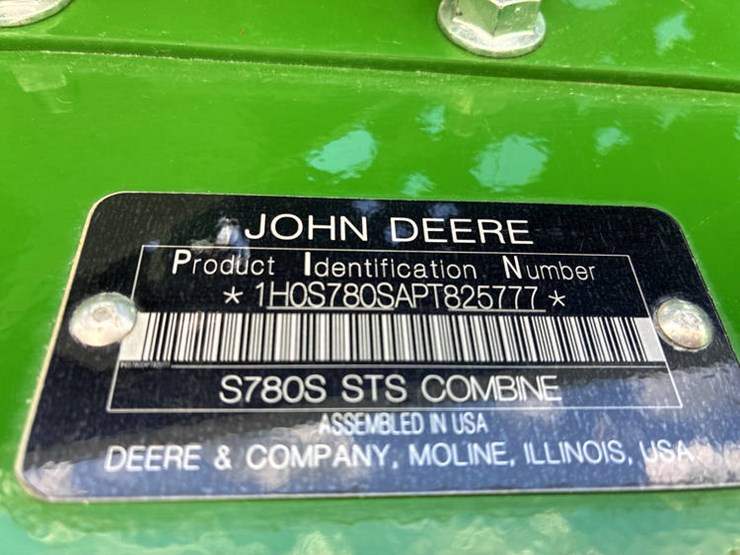 JOHN DEERE
Product Identification Number
* 1H0S780SAPT825777 *
S780S STS COMBINE
ASSEMBLED IN USA
DEERE & COMPANY, MOLINE, ILLINOIS, USA